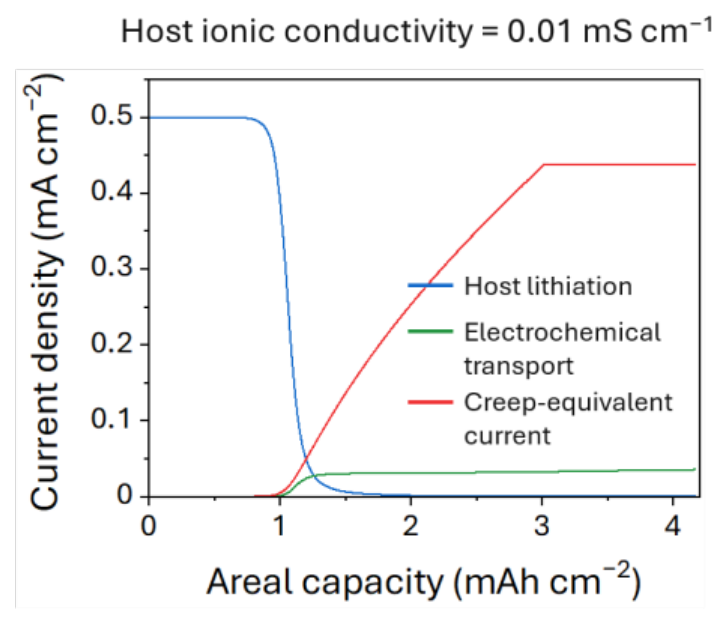 Host ionic conductivity = 0.01 mS cm⁻¹
Current density (mA cm⁻²)
0.5
0.4
0.3
0.2
0.1
0
Host lithiation
Electrochemical
transport
Creep-equivalent
current
0 1 2 3 4
Areal capacity (mAh cm⁻²)